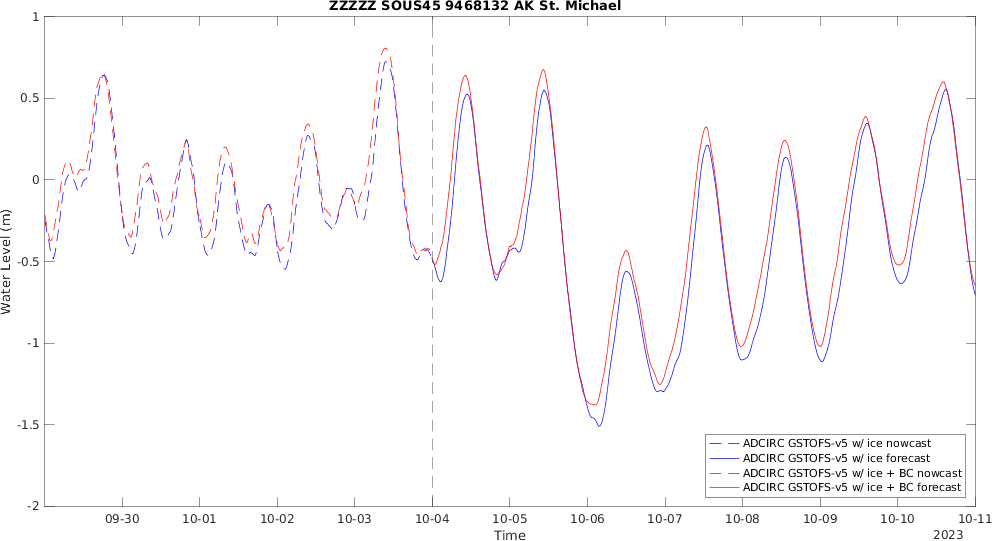 ZZZZZ SOUS45 9468132 AK St. Michael
1
0.5
0
-0.5
-1
-1.5
-2
Water Level (m)
ADCIRC GSTOFS-v5 w/ ice nowcast
ADCIRC GSTOFS-v5 w/ ice forecast
ADCIRC GSTOFS-v5 w/ ice + BC nowcast
ADCIRC GSTOFS-v5 w/ ice + BC forecast
09-30 10-01 10-02 10-03 10-04 10-05 10-06 10-07 10-08 10-09 10-10 10-11
Time
2023